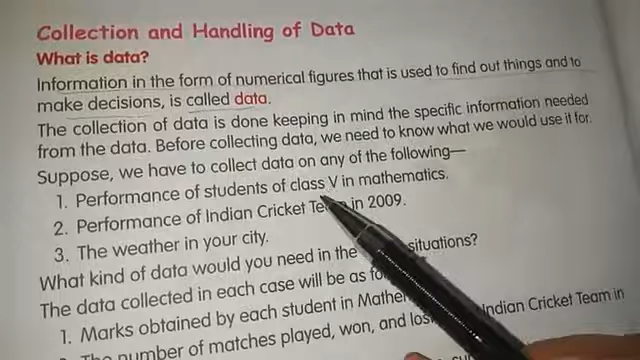 Collection and Handling of Data
What is data?
Information in the form of numerical figures that is used to find out things and to
make decisions, is called data.
The collection of data is done keeping in mind the specific information needed
from the data. Before collecting data, we need to know what we would use it for.
Suppose, we have to collect data on any of the following—
1. Performance of students of class V in mathematics.
2. Performance of Indian Cricket in 2009.
3. The weather in your city.
What kind of data would you need in the situations?
The data collected in each case will be as
1. Marks obtained by each student in
The number of matches played, won, and Indian Cricket Team in